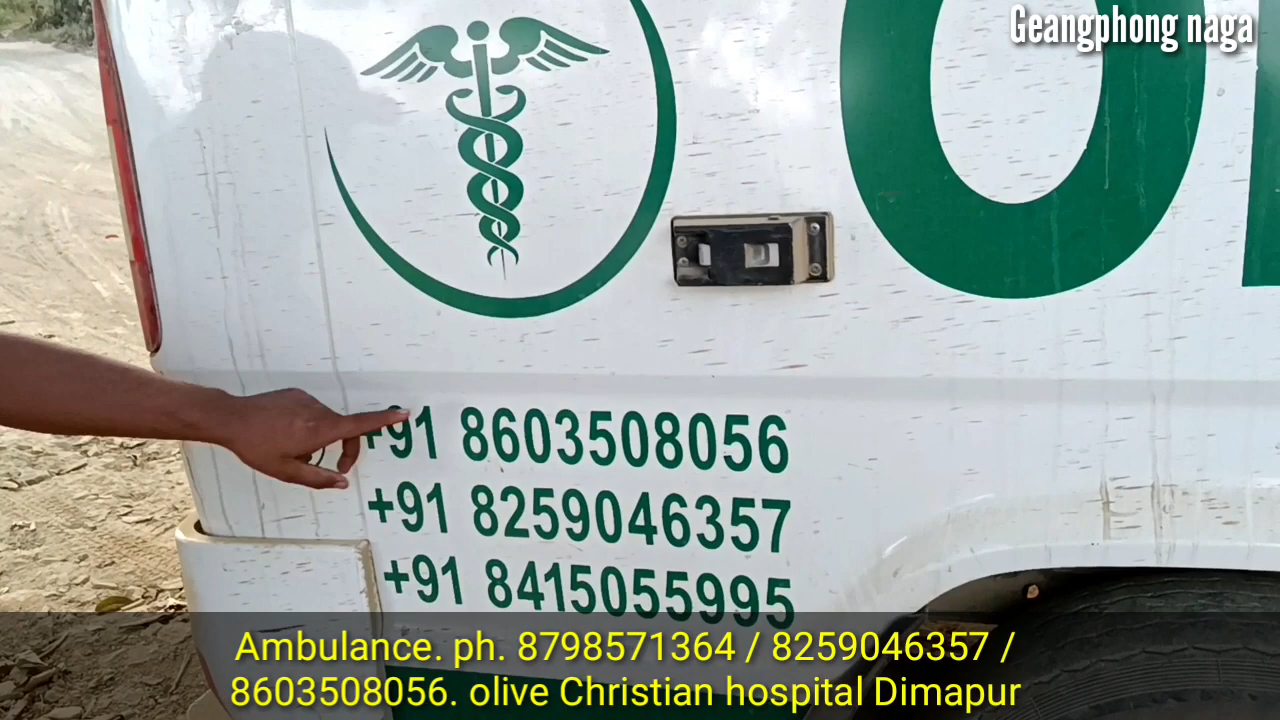 Geangphong naga
+91 8603508056
+91 8259046357
+91 8415055995
Ambulance. ph. 8798571364 / 8259046357 /
8603508056. olive Christian hospital Dimapur